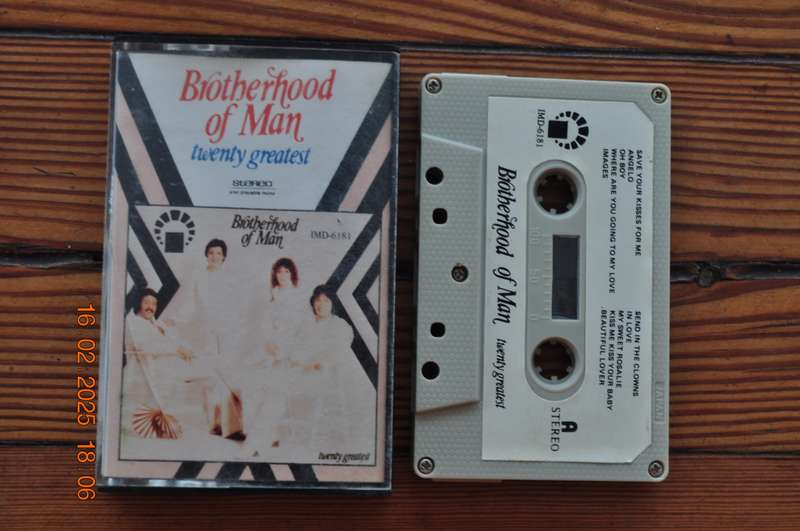 Brotherhood
of Man
twenty greatest
STEREO
Brotherhood
of Man
IMD-6181
twenty greatest
IMD-6181
Brotherhood of Man twenty greatest
SAVE YOUR KISSES FOR ME
ANGELO
OH BOY
WHERE ARE YOU GOING TO MY LOVE
IMAGES
SEND IN THE CLOWNS
IN LOVE
MY SWEET ROSALIE
KISS ME KISS YOUR BABY
BEAUTIFUL LOVER
100 50 0
A
STEREO
16 02 2025 18 06